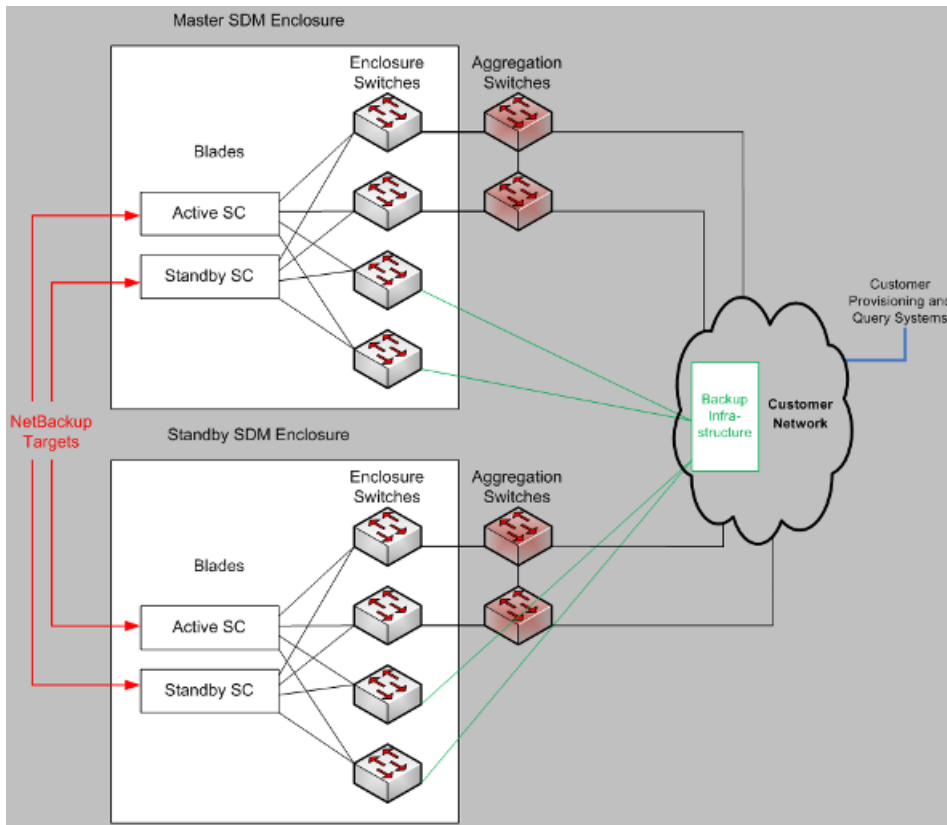 Master SDM Enclosure
Enclosure
Switches
Aggregation
Switches
Blades
Active SC
Standby SC
Customer
Provisioning and
Query Systems
NetBackup
Targets
Backup
Infra-
structure
Customer
Network
Standby SDM Enclosure
Enclosure
Switches
Aggregation
Switches
Blades
Active SC
Standby SC